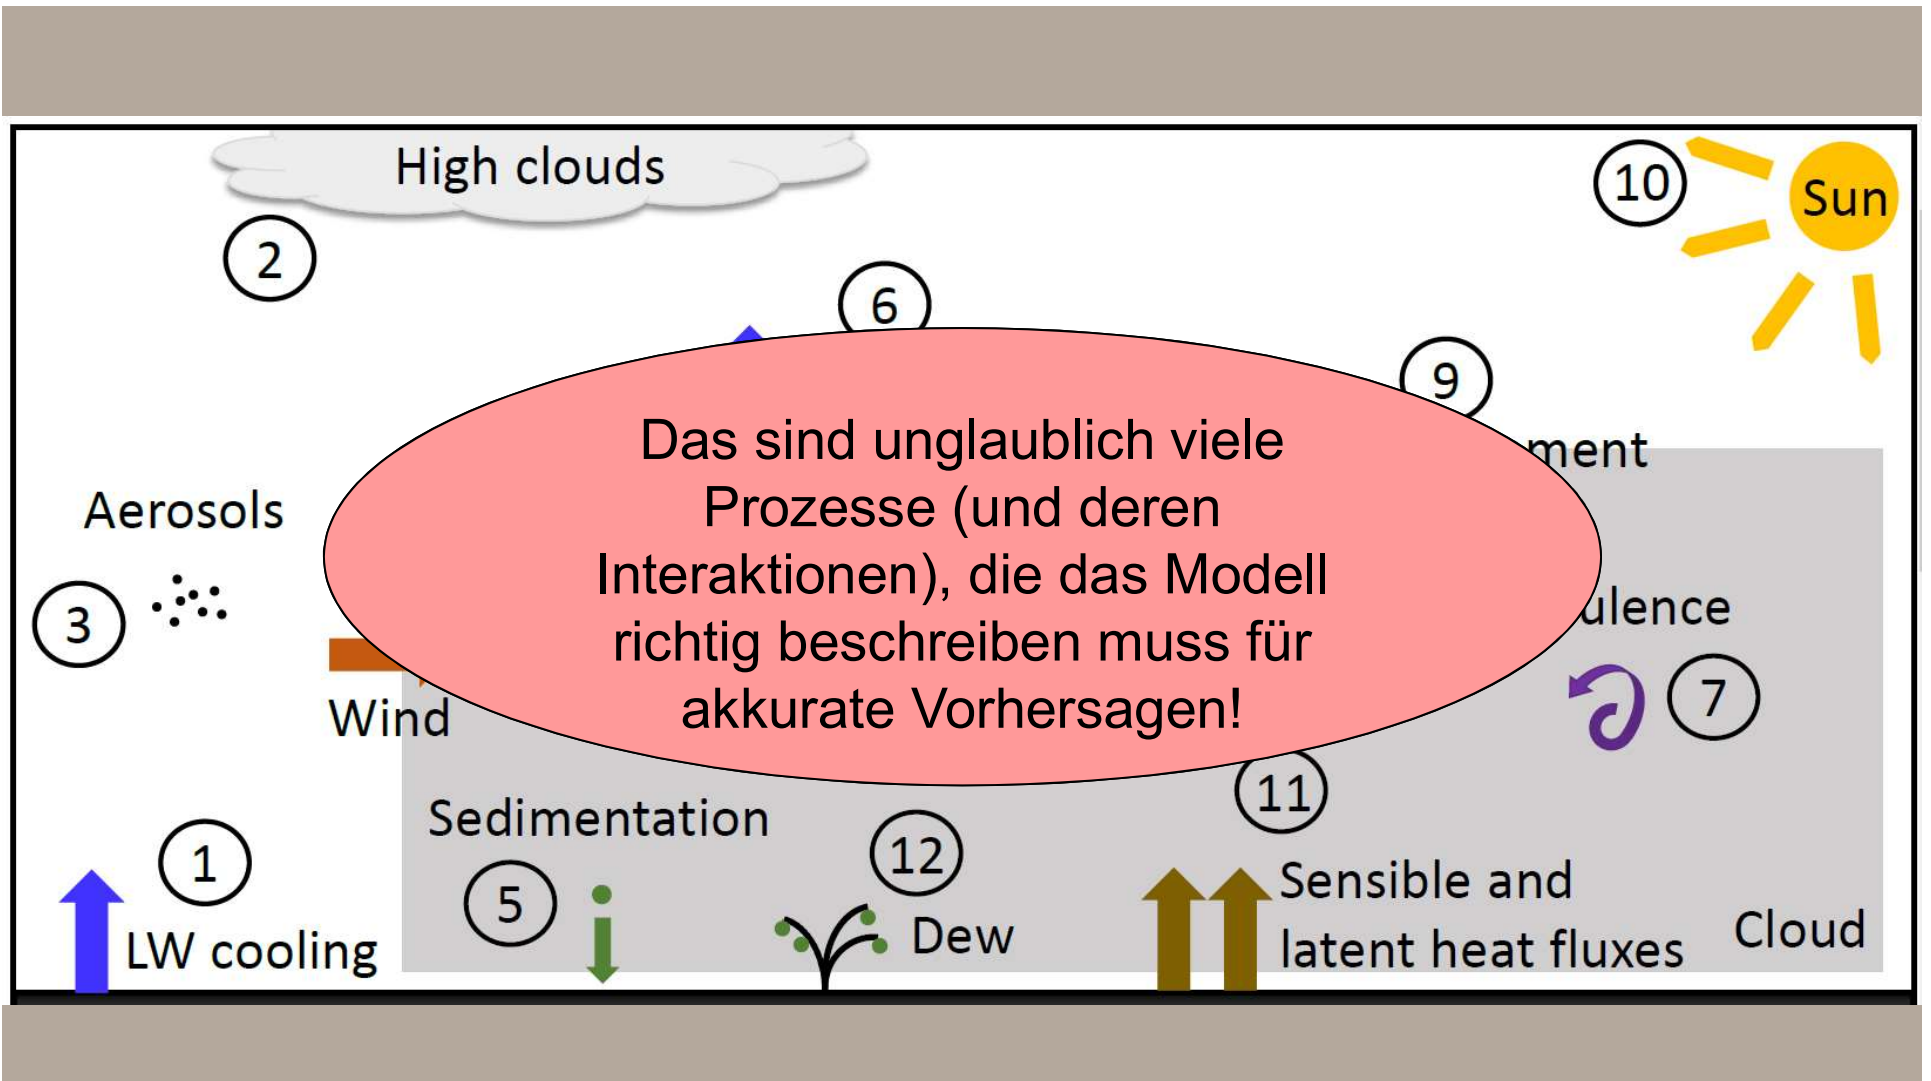 High clouds
10
Sun
2
6
9
Das sind unglaublich viele
Prozesse (und deren
Interaktionen), die das Modell
richtig beschreiben muss für
akkurate Vorhersagen!
ment
Aerosols
3
ulence
7
Wind
11
Sedimentation
12
1
5
Sensible and
latent heat fluxes
Dew
Cloud
LW cooling